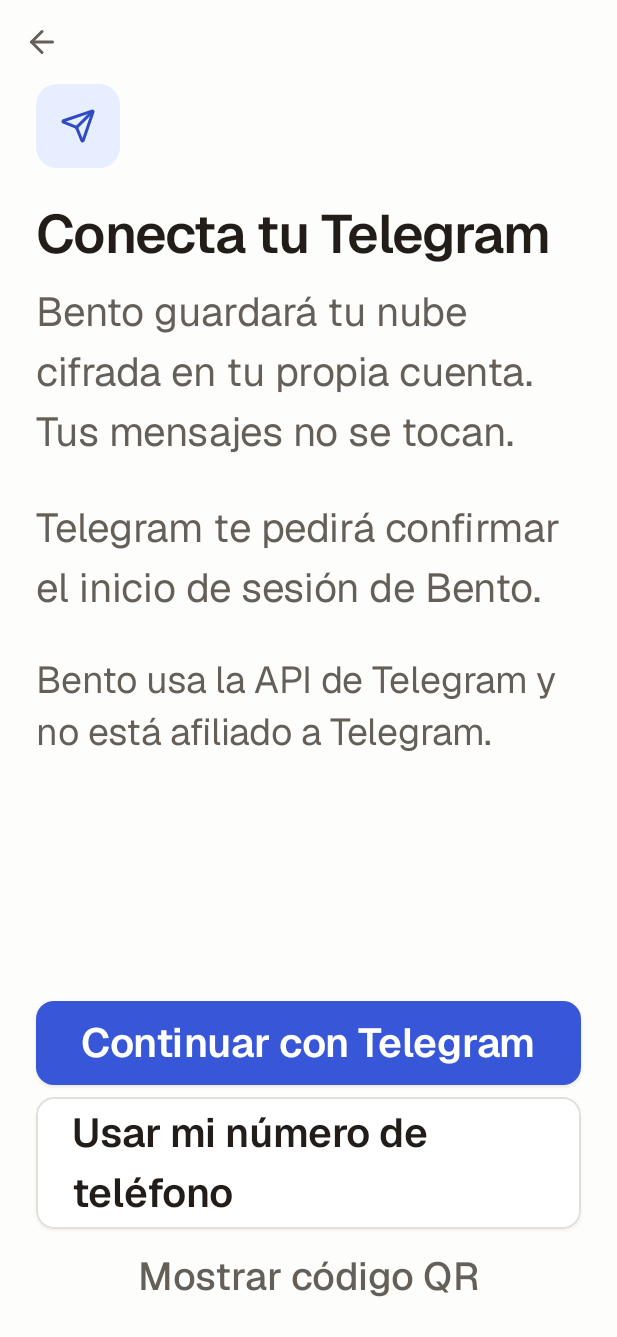 Conecta tu Telegram
Bento guardará tu nube
cifrada en tu propia cuenta.
Tus mensajes no se tocan.
Telegram te pedirá confirmar
el inicio de sesión de Bento.
Bento usa la API de Telegram y
no está afiliado a Telegram.
Continuar con Telegram
Usar mi número de
teléfono
Mostrar código QR